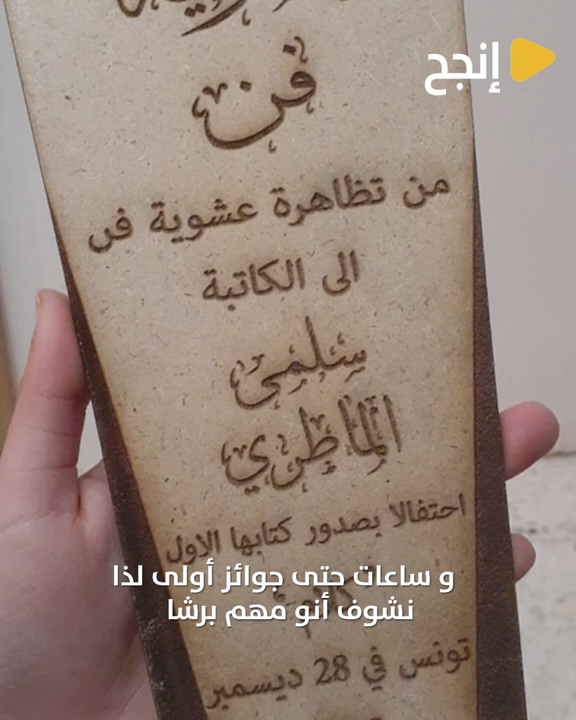 إنجح
فن
من تظاهرة عشوية فن
الى الكاتبة
سلمى
الماطري
احتفالا بصدور كتابها الاول
و ساعات حتى جوائز أولى لذا
نشوف أنو مهم برشا
تونس في 28 ديسمبر